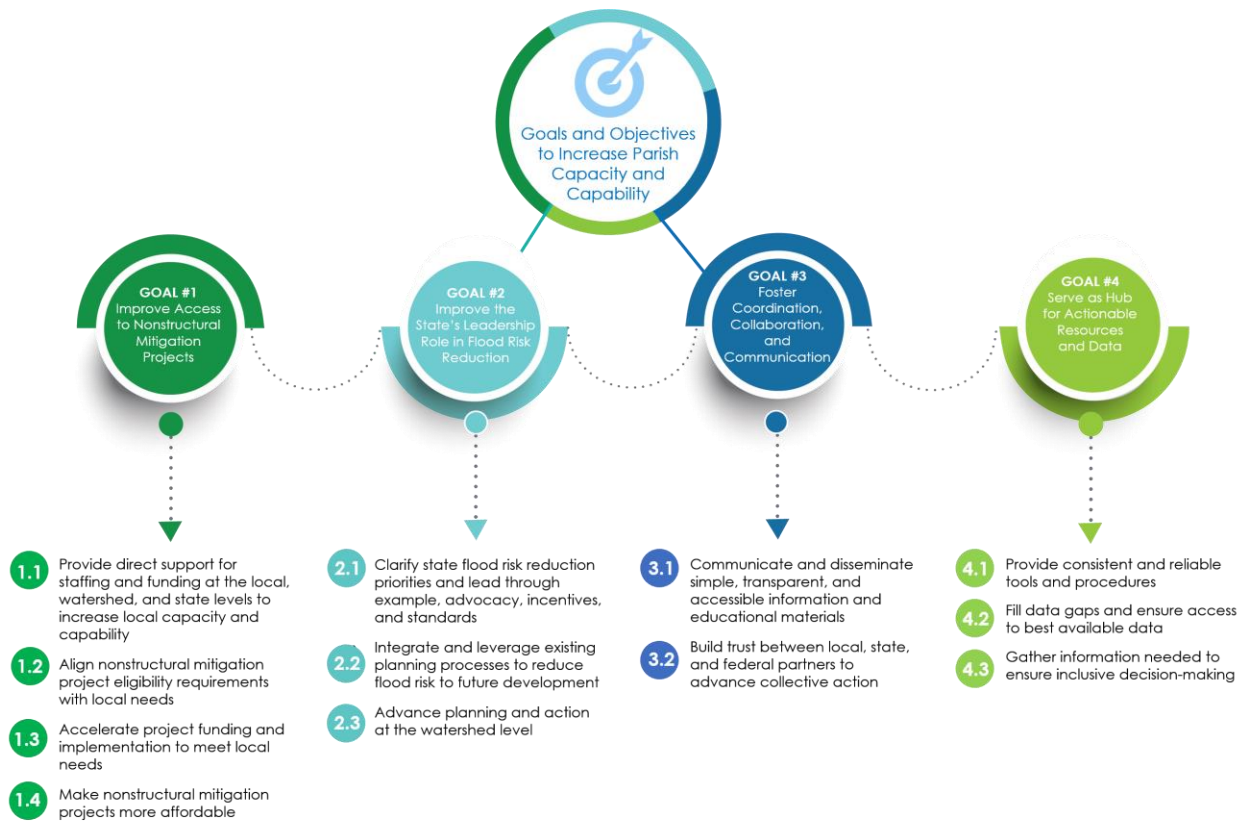 Goals and Objectives
to Increase Parish
Capacity and
Capability
GOAL #1
Improve Access
to Nonstructural
Mitigation
Projects
GOAL #2
Improve the
State's Leadership
Role in Flood Risk
Reduction
GOAL #3
Foster
Coordination,
Collaboration,
and
Communication
GOAL #4
Serve as Hub
for Actionable
Resources
and Data
1.1 Provide direct support for
staffing and funding at the local,
watershed, and state levels to
increase local capacity and
capability
1.2 Align nonstructural mitigation
project eligibility requirements
with local needs
1.3 Accelerate project funding and
implementation to meet local
needs
1.4 Make nonstructural mitigation
projects more affordable
2.1 Clarify state flood risk reduction
priorities and lead through
example, advocacy, incentives,
and standards
2.2 Integrate and leverage existing
planning processes to reduce
flood risk to future development
2.3 Advance planning and action
at the watershed level
3.1 Communicate and disseminate
simple, transparent, and
accessible information and
educational materials
3.2 Build trust between local, state,
and federal partners to
advance collective action
4.1 Provide consistent and reliable
tools and procedures
4.2 Fill data gaps and ensure access
to best available data
4.3 Gather information needed to
ensure inclusive decision-making